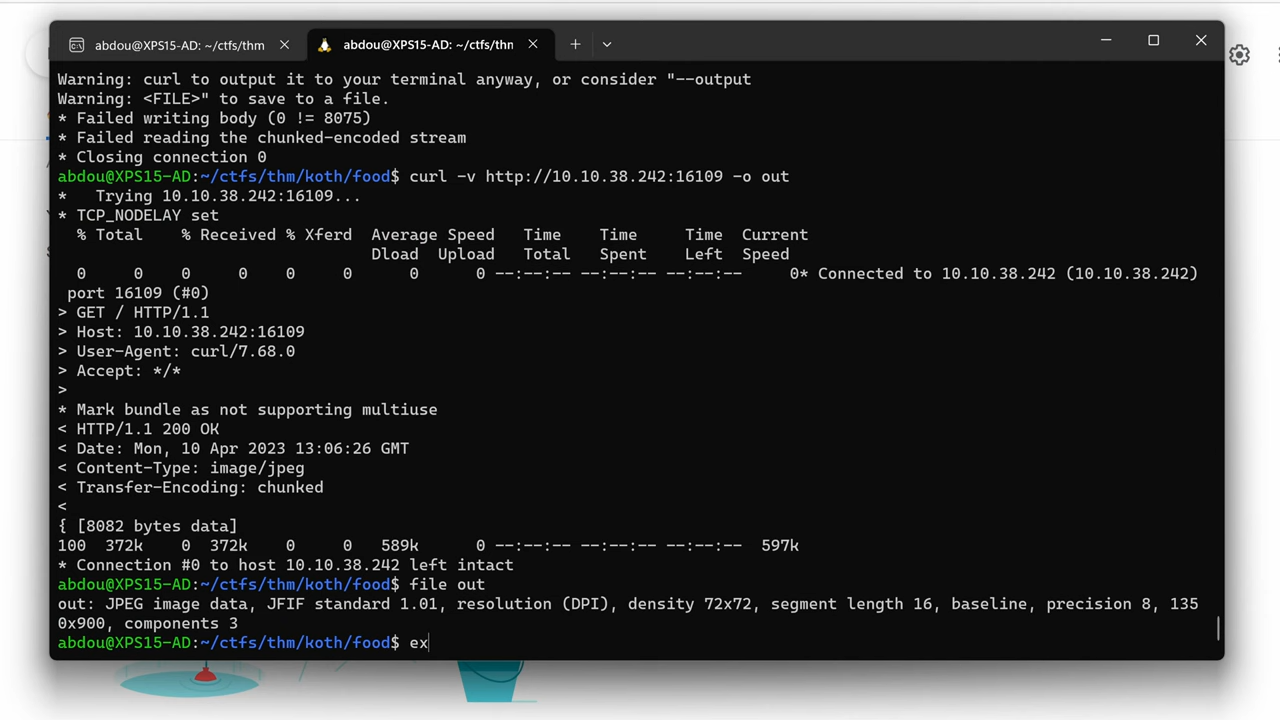 abdou@XPS15-AD: ~/ctfs/thm
abdou@XPS15-AD: ~/ctfs/thm
Warning: curl to output it to your terminal anyway, or consider "--output
Warning: <FILE>" to save to a file.
* Failed writing body (0 != 8075)
* Failed reading the chunked-encoded stream
* Closing connection 0
abdou@XPS15-AD:~/ctfs/thm/koth/food$ curl -v http://10.10.38.242:16109 -o out
*   Trying 10.10.38.242:16109...
* TCP_NODELAY set
  % Total    % Received % Xferd  Average Speed   Time    Time     Time  Current
                                 Dload  Upload   Total   Spent    Left  Speed
  0     0    0     0    0     0      0      0 --:--:-- --:--:-- --:--:--     0* Connected to 10.10.38.242 (10.10.38.242)
 port 16109 (#0)
> GET / HTTP/1.1
> Host: 10.10.38.242:16109
> User-Agent: curl/7.68.0
> Accept: */*
>
* Mark bundle as not supporting multiuse
< HTTP/1.1 200 OK
< Date: Mon, 10 Apr 2023 13:06:26 GMT
< Content-Type: image/jpeg
< Transfer-Encoding: chunked
<
{ [8082 bytes data]
100  372k    0  372k    0     0   589k      0 --:--:-- --:--:-- --:--:--  597k
* Connection #0 to host 10.10.38.242 left intact
abdou@XPS15-AD:~/ctfs/thm/koth/food$ file out
out: JPEG image data, JFIF standard 1.01, resolution (DPI), density 72x72, segment length 16, baseline, precision 8, 135
0x900, components 3
abdou@XPS15-AD:~/ctfs/thm/koth/food$ ex